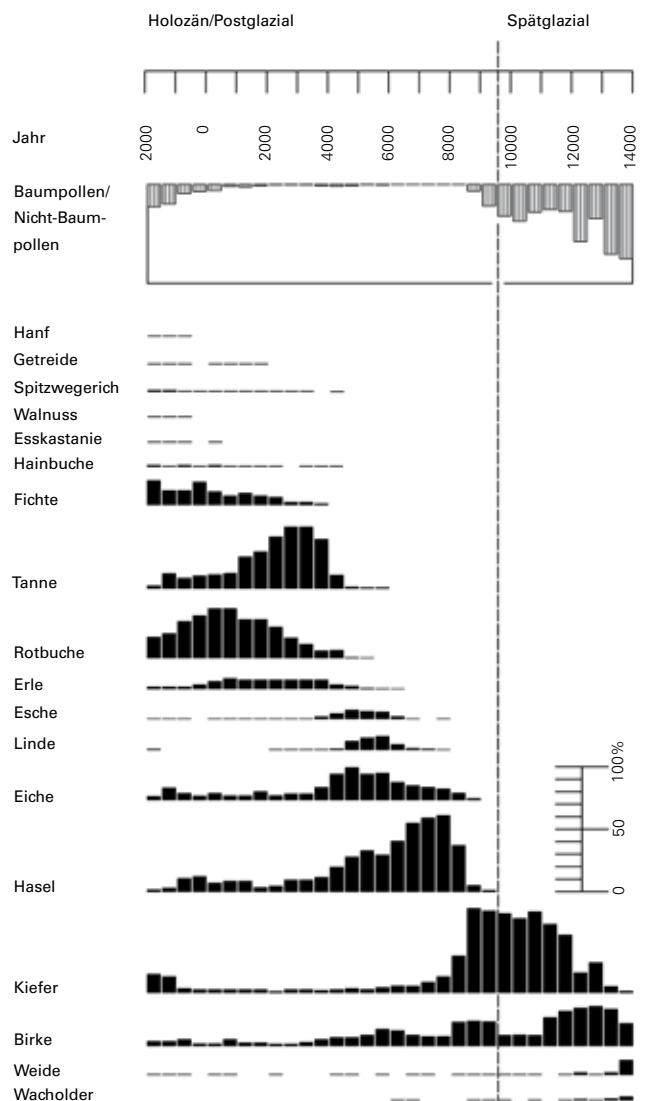 Holozän/Postglazial Spätglazial
Jahr 2000 0 2000 4000 6000 8000 10000 12000 14000
Baumpollen/
Nicht-Baum-
pollen
Hanf
Getreide
Spitzwegerich
Walnuss
Esskastanie
Hainbuche
Fichte
Tanne
Rotbuche
Erle
Esche
Linde
Eiche
100%
50
0
Hasel
Kiefer
Birke
Weide
Wacholder